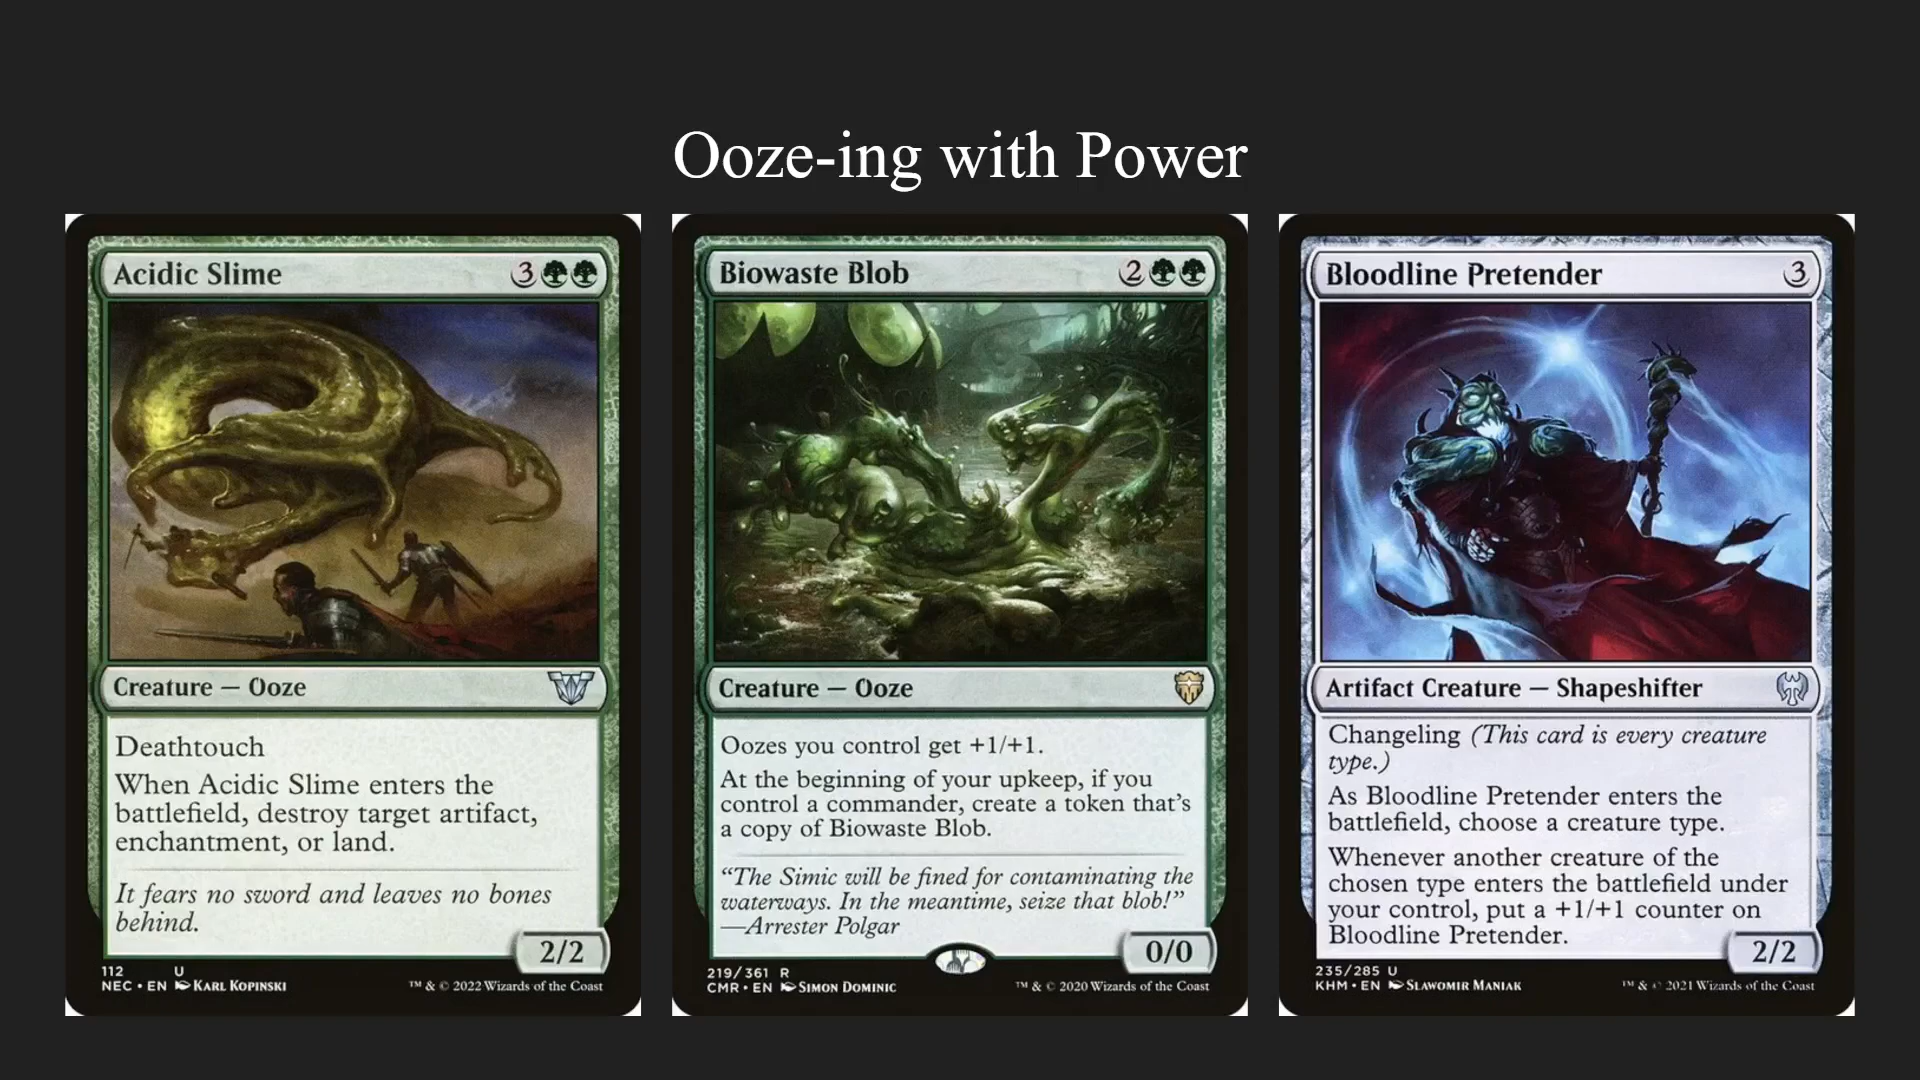 Ooze-ing with Power
Acidic Slime
3
Creature — Ooze
Deathtouch
When Acidic Slime enters the
battlefield, destroy target artifact,
enchantment, or land.
It fears no sword and leaves no bones
behind.
2/2
112 U
NEC • EN Karl Kopinski
™ & © 2022 Wizards of the Coast
Biowaste Blob
2
Creature — Ooze
Oozes you control get +1/+1.
At the beginning of your upkeep, if you
control a commander, create a token that's
a copy of Biowaste Blob.
“The Simic will be fined for contaminating the
waterways. In the meantime, seize that blob!”
—Arrester Polgar
0/0
219/361 R
CMR • EN Simon Dominic
™ & © 2020 Wizards of the Coast
Bloodline Pretender
3
Artifact Creature — Shapeshifter
Changeling (This card is every creature
type.)
As Bloodline Pretender enters the
battlefield, choose a creature type.
Whenever another creature of the
chosen type enters the battlefield under
your control, put a +1/+1 counter on
Bloodline Pretender.
2/2
235/285 U
KHM • EN Slawomir Maniak
™ & © 2021 Wizards of the Coast